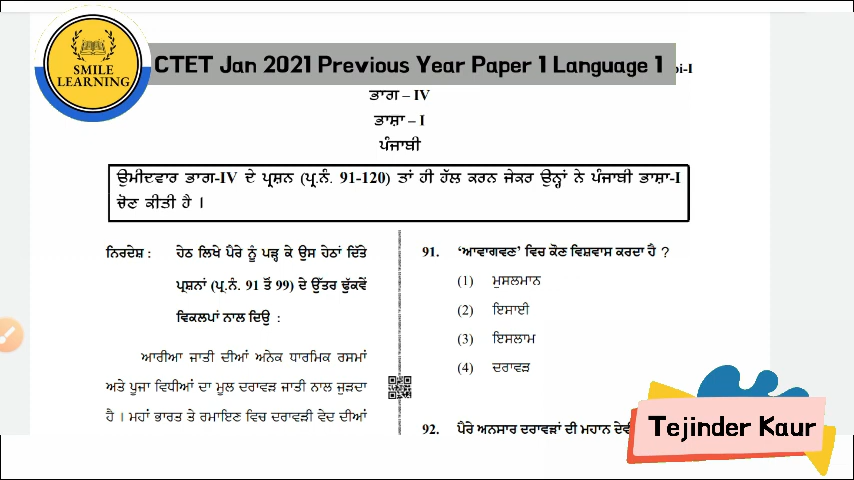 SMILE
LEARNING
CTET Jan 2021 Previous Year Paper 1 Language 1
bi-I
ਭਾਗ – IV
ਭਾਸ਼ਾ – I
ਪੰਜਾਬੀ
ਉਮੀਦਵਾਰ ਭਾਗ-IV ਦੇ ਪ੍ਰਸ਼ਨ (ਪ੍ਰ.ਨੰ. 91-120) ਤਾਂ ਹੀ ਹੱਲ ਕਰਨ ਜੇਕਰ ਉਨ੍ਹਾਂ ਨੇ ਪੰਜਾਬੀ ਭਾਸ਼ਾ-I
ਚੋਣ ਕੀਤੀ ਹੈ ।
ਨਿਰਦੇਸ਼ : ਹੇਠ ਲਿਖੇ ਪੈਰੇ ਨੂੰ ਪੜ੍ਹ ਕੇ ਉਸ ਹੇਠਾਂ ਦਿੱਤੇ
ਪ੍ਰਸ਼ਨਾਂ (ਪ੍ਰ.ਨੰ. 91 ਤੋਂ 99) ਦੇ ਉੱਤਰ ਢੁੱਕਵੇਂ
ਵਿਕਲਪਾਂ ਨਾਲ ਦਿਉ :
ਆਰੀਆ ਜਾਤੀ ਦੀਆਂ ਅਨੇਕ ਧਾਰਮਿਕ ਰਸਮਾਂ
ਅਤੇ ਪੂਜਾ ਵਿਧੀਆਂ ਦਾ ਮੂਲ ਦਰਾਵੜ ਜਾਤੀ ਨਾਲ ਜੁੜਦਾ
ਹੈ । ਮਹਾਂ ਭਾਰਤ ਤੇ ਰਮਾਇਣ ਵਿਚ ਦਰਾਵੜੀ ਵੇਦ ਦੀਆਂ
91. ‘ਆਵਾਗਵਣ’ ਵਿਚ ਕੌਣ ਵਿਸ਼ਵਾਸ ਕਰਦਾ ਹੈ ?
(1) ਮੁਸਲਮਾਨ
(2) ਇਸਾਈ
(3) ਇਸਲਾਮ
(4) ਦਰਾਵੜ
92. ਪੈਰੇ ਅਨਸਾਰ ਦਰਾਵੜਾਂ ਦੀ ਮਹਾਨ ਦੇਵੀ
Tejinder Kaur